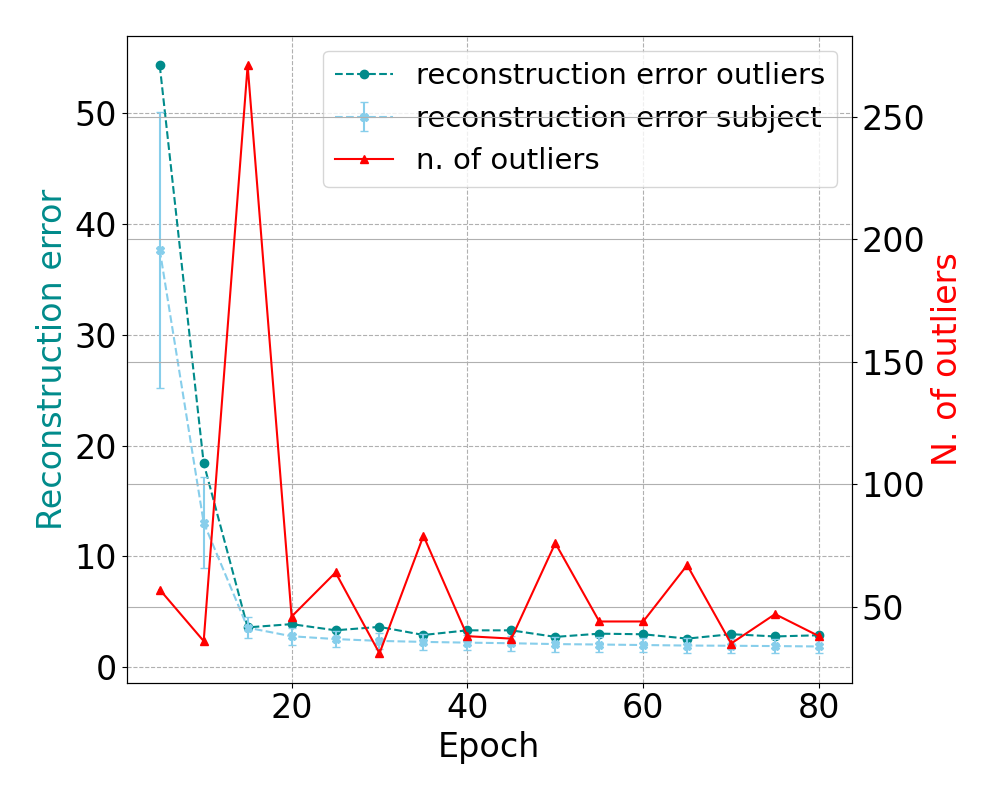 reconstruction error outliers
reconstruction error subject
n. of outliers
50
40
30
20
10
0
Reconstruction error
250
200
150
100
50
N. of outliers
20 40 60 80
Epoch